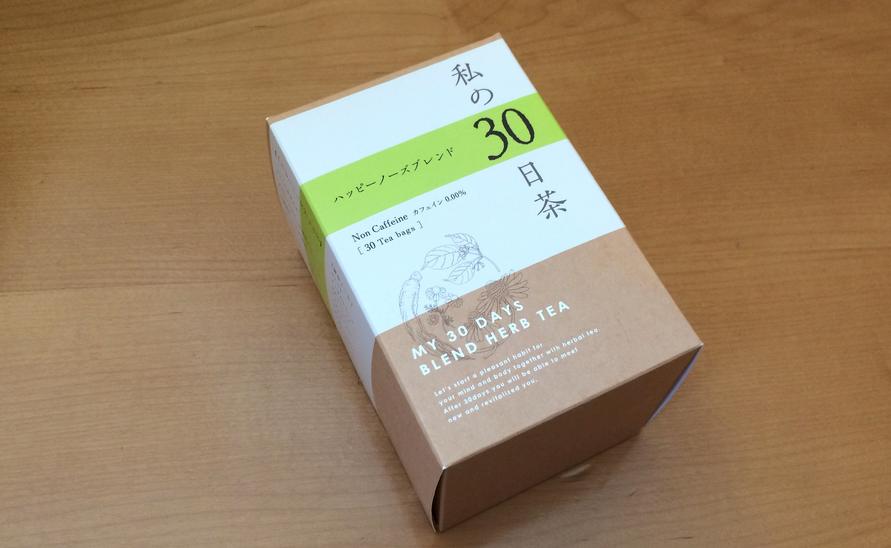 私の30日茶
ハッピーノーズブレンド
Non Caffeine カフェイン0.00%
[ 30 Tea bags ]
MY 30 DAYS
BLEND HERB TEA
Let's start a pleasant habit for
your mind and body together with herbal tea.
After 30days you will be able to meet
new and revitalized you.